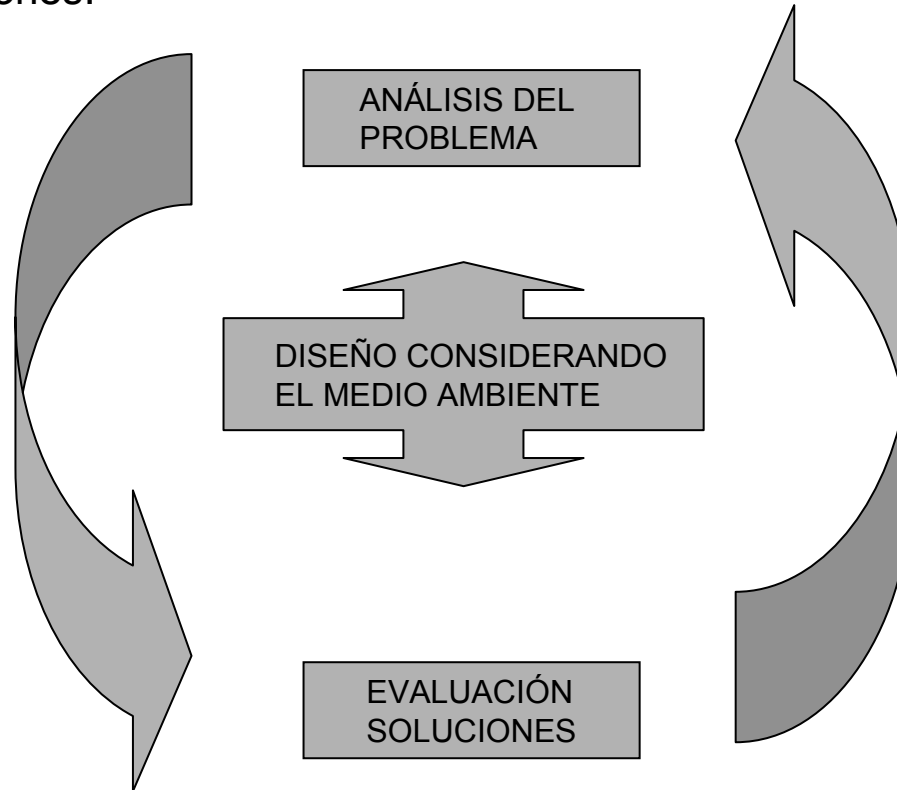 ANÁLISIS DEL
PROBLEMA
DISEÑO CONSIDERANDO
EL MEDIO AMBIENTE
EVALUACIÓN
SOLUCIONES